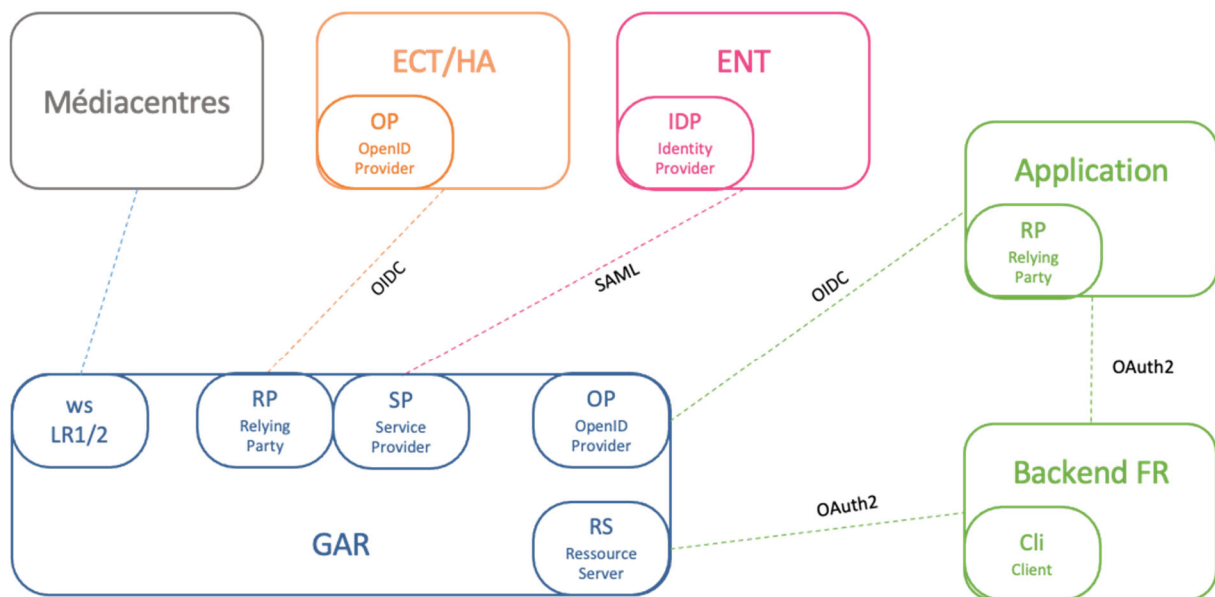 Médiacentres
ECT/HA
OP
OpenID
Provider
ENT
IDP
Identity
Provider
Application
RP
Relying
Party
OIDC
SAML
OIDC
OAuth2
ws
LR1/2
RP
Relying
Party
SP
Service
Provider
OP
OpenID
Provider
GAR
RS
Ressource
Server
OAuth2
Backend FR
Cli
Client